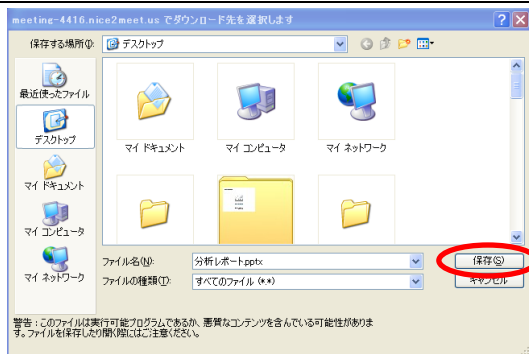 meeting-4416.nice2meet.us でダウンロード先を選択します
保存する場所(I):
デスクトップ
最近使ったファイル
デスクトップ
マイ ドキュメント
マイ コンピュータ
マイ ネットワーク
マイ ドキュメント
マイ コンピュータ
マイ ネットワーク
ファイル名(N):
分析レポート.pptx
保存(S)
ファイルの種類(T):
すべてのファイル (*.*)
キャンセル
警告 : このファイルは実行可能プログラムであるか、悪質なコンテンツを含んでいる可能性がありま
す。ファイルを保存したり開く際にはご注意ください。